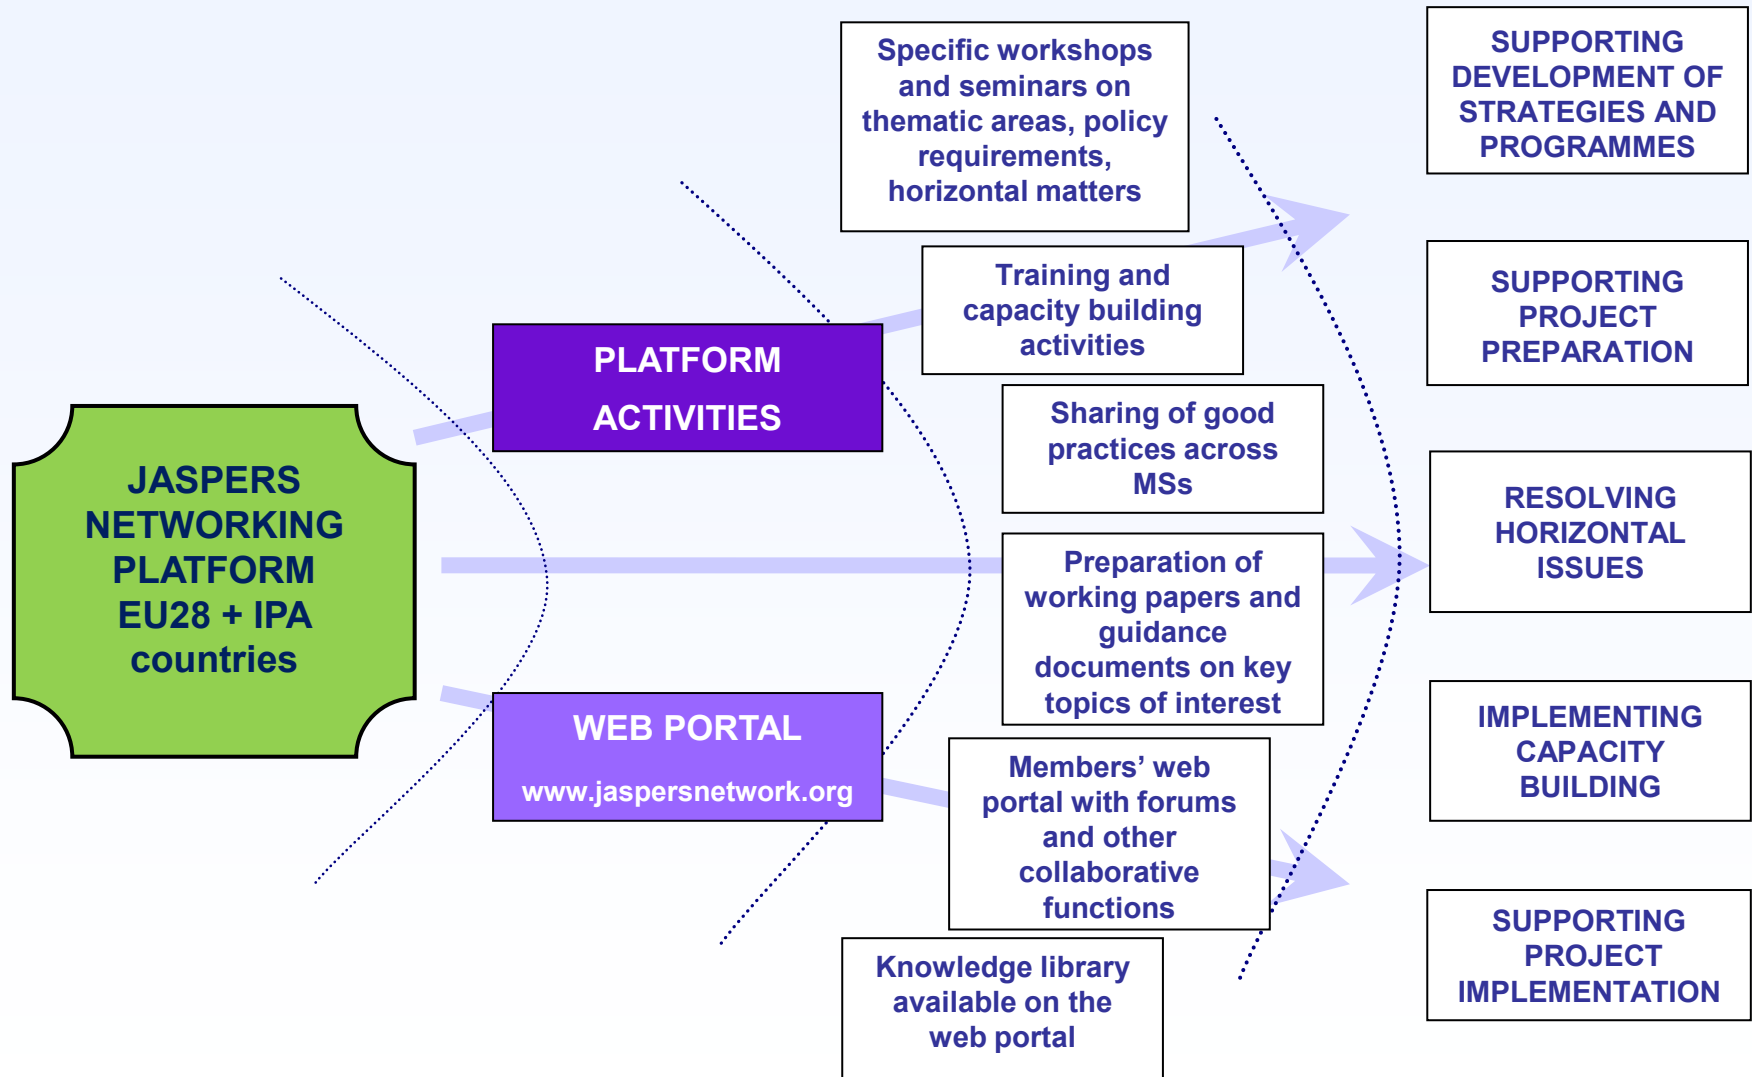 JASPERS
NETWORKING
PLATFORM
EU28 + IPA
countries
PLATFORM
ACTIVITIES
WEB PORTAL
www.jaspersnetwork.org
Specific workshops
and seminars on
thematic areas, policy
requirements,
horizontal matters
Training and
capacity building
activities
Sharing of good
practices across
MSs
Preparation of
working papers and
guidance
documents on key
topics of interest
Members’ web
portal with forums
and other
collaborative
functions
Knowledge library
available on the
web portal
SUPPORTING
DEVELOPMENT OF
STRATEGIES AND
PROGRAMMES
SUPPORTING
PROJECT
PREPARATION
RESOLVING
HORIZONTAL
ISSUES
IMPLEMENTING
CAPACITY
BUILDING
SUPPORTING
PROJECT
IMPLEMENTATION